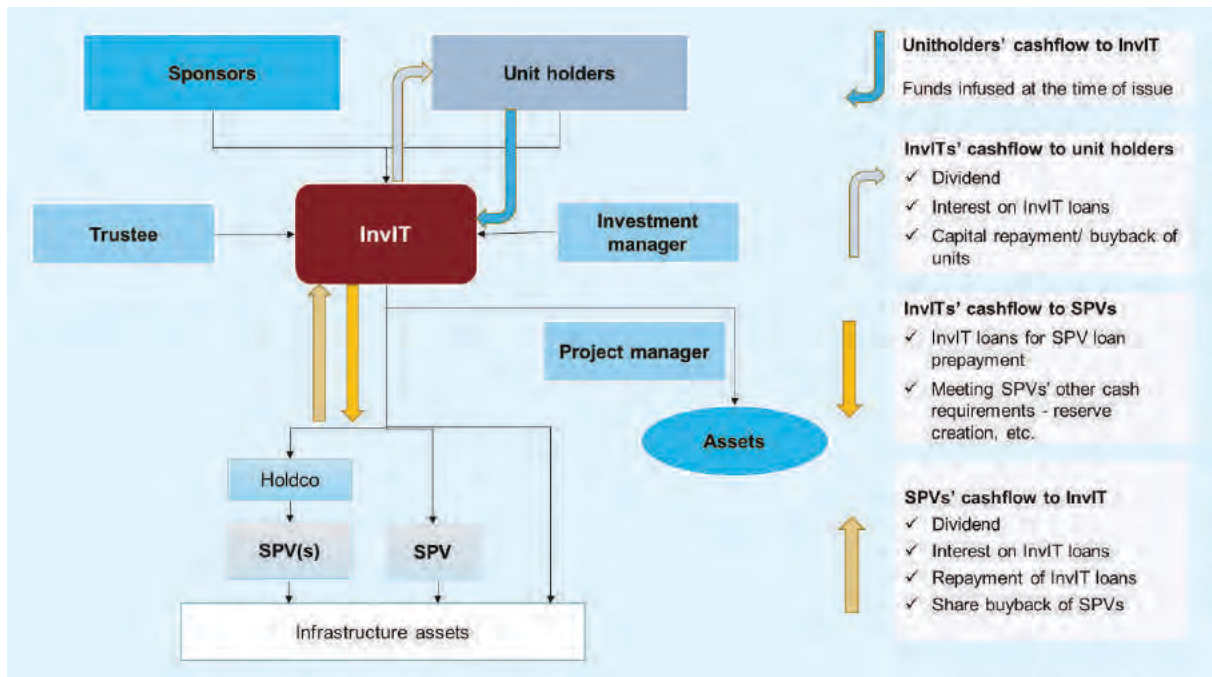 Sponsors
Unit holders
Trustee
InvIT
Investment
manager
Project manager
Assets
Holdco
SPV(s)
SPV
Infrastructure assets
Unitholders' cashflow to InvIT
Funds infused at the time of issue
InvITs' cashflow to unit holders
✓ Dividend
✓ Interest on InvIT loans
✓ Capital repayment/ buyback of
units
InvITs' cashflow to SPVs
✓ InvIT loans for SPV loan
prepayment
✓ Meeting SPVs' other cash
requirements - reserve
creation, etc.
SPVs' cashflow to InvIT
✓ Dividend
✓ Interest on InvIT loans
✓ Repayment of InvIT loans
✓ Share buyback of SPVs